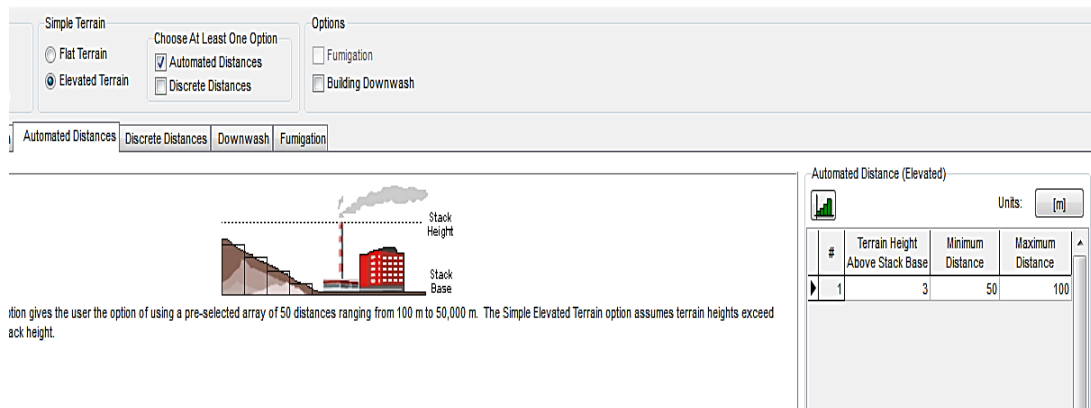 Simple Terrain
Flat Terrain
Elevated Terrain
Choose At Least One Option
Automated Distances
Discrete Distances
Options
Fumigation
Building Downwash
Automated Distances Discrete Distances Downwash Fumigation
Stack
Height
Stack
Base
ption gives the user the option of using a pre-selected array of 50 distances ranging from 100 m to 50,000 m. The Simple Elevated Terrain option assumes terrain heights exceed
ack height.
Automated Distance (Elevated)
Units: [m]
# Terrain Height Above Stack Base Minimum Distance Maximum Distance
1 3 50 100